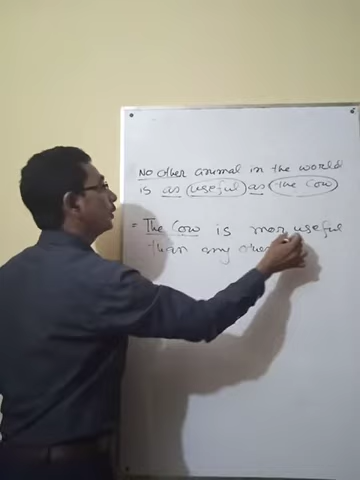 No other animal in the world
is as useful as the Cow
= The Cow is mor useful
than any other